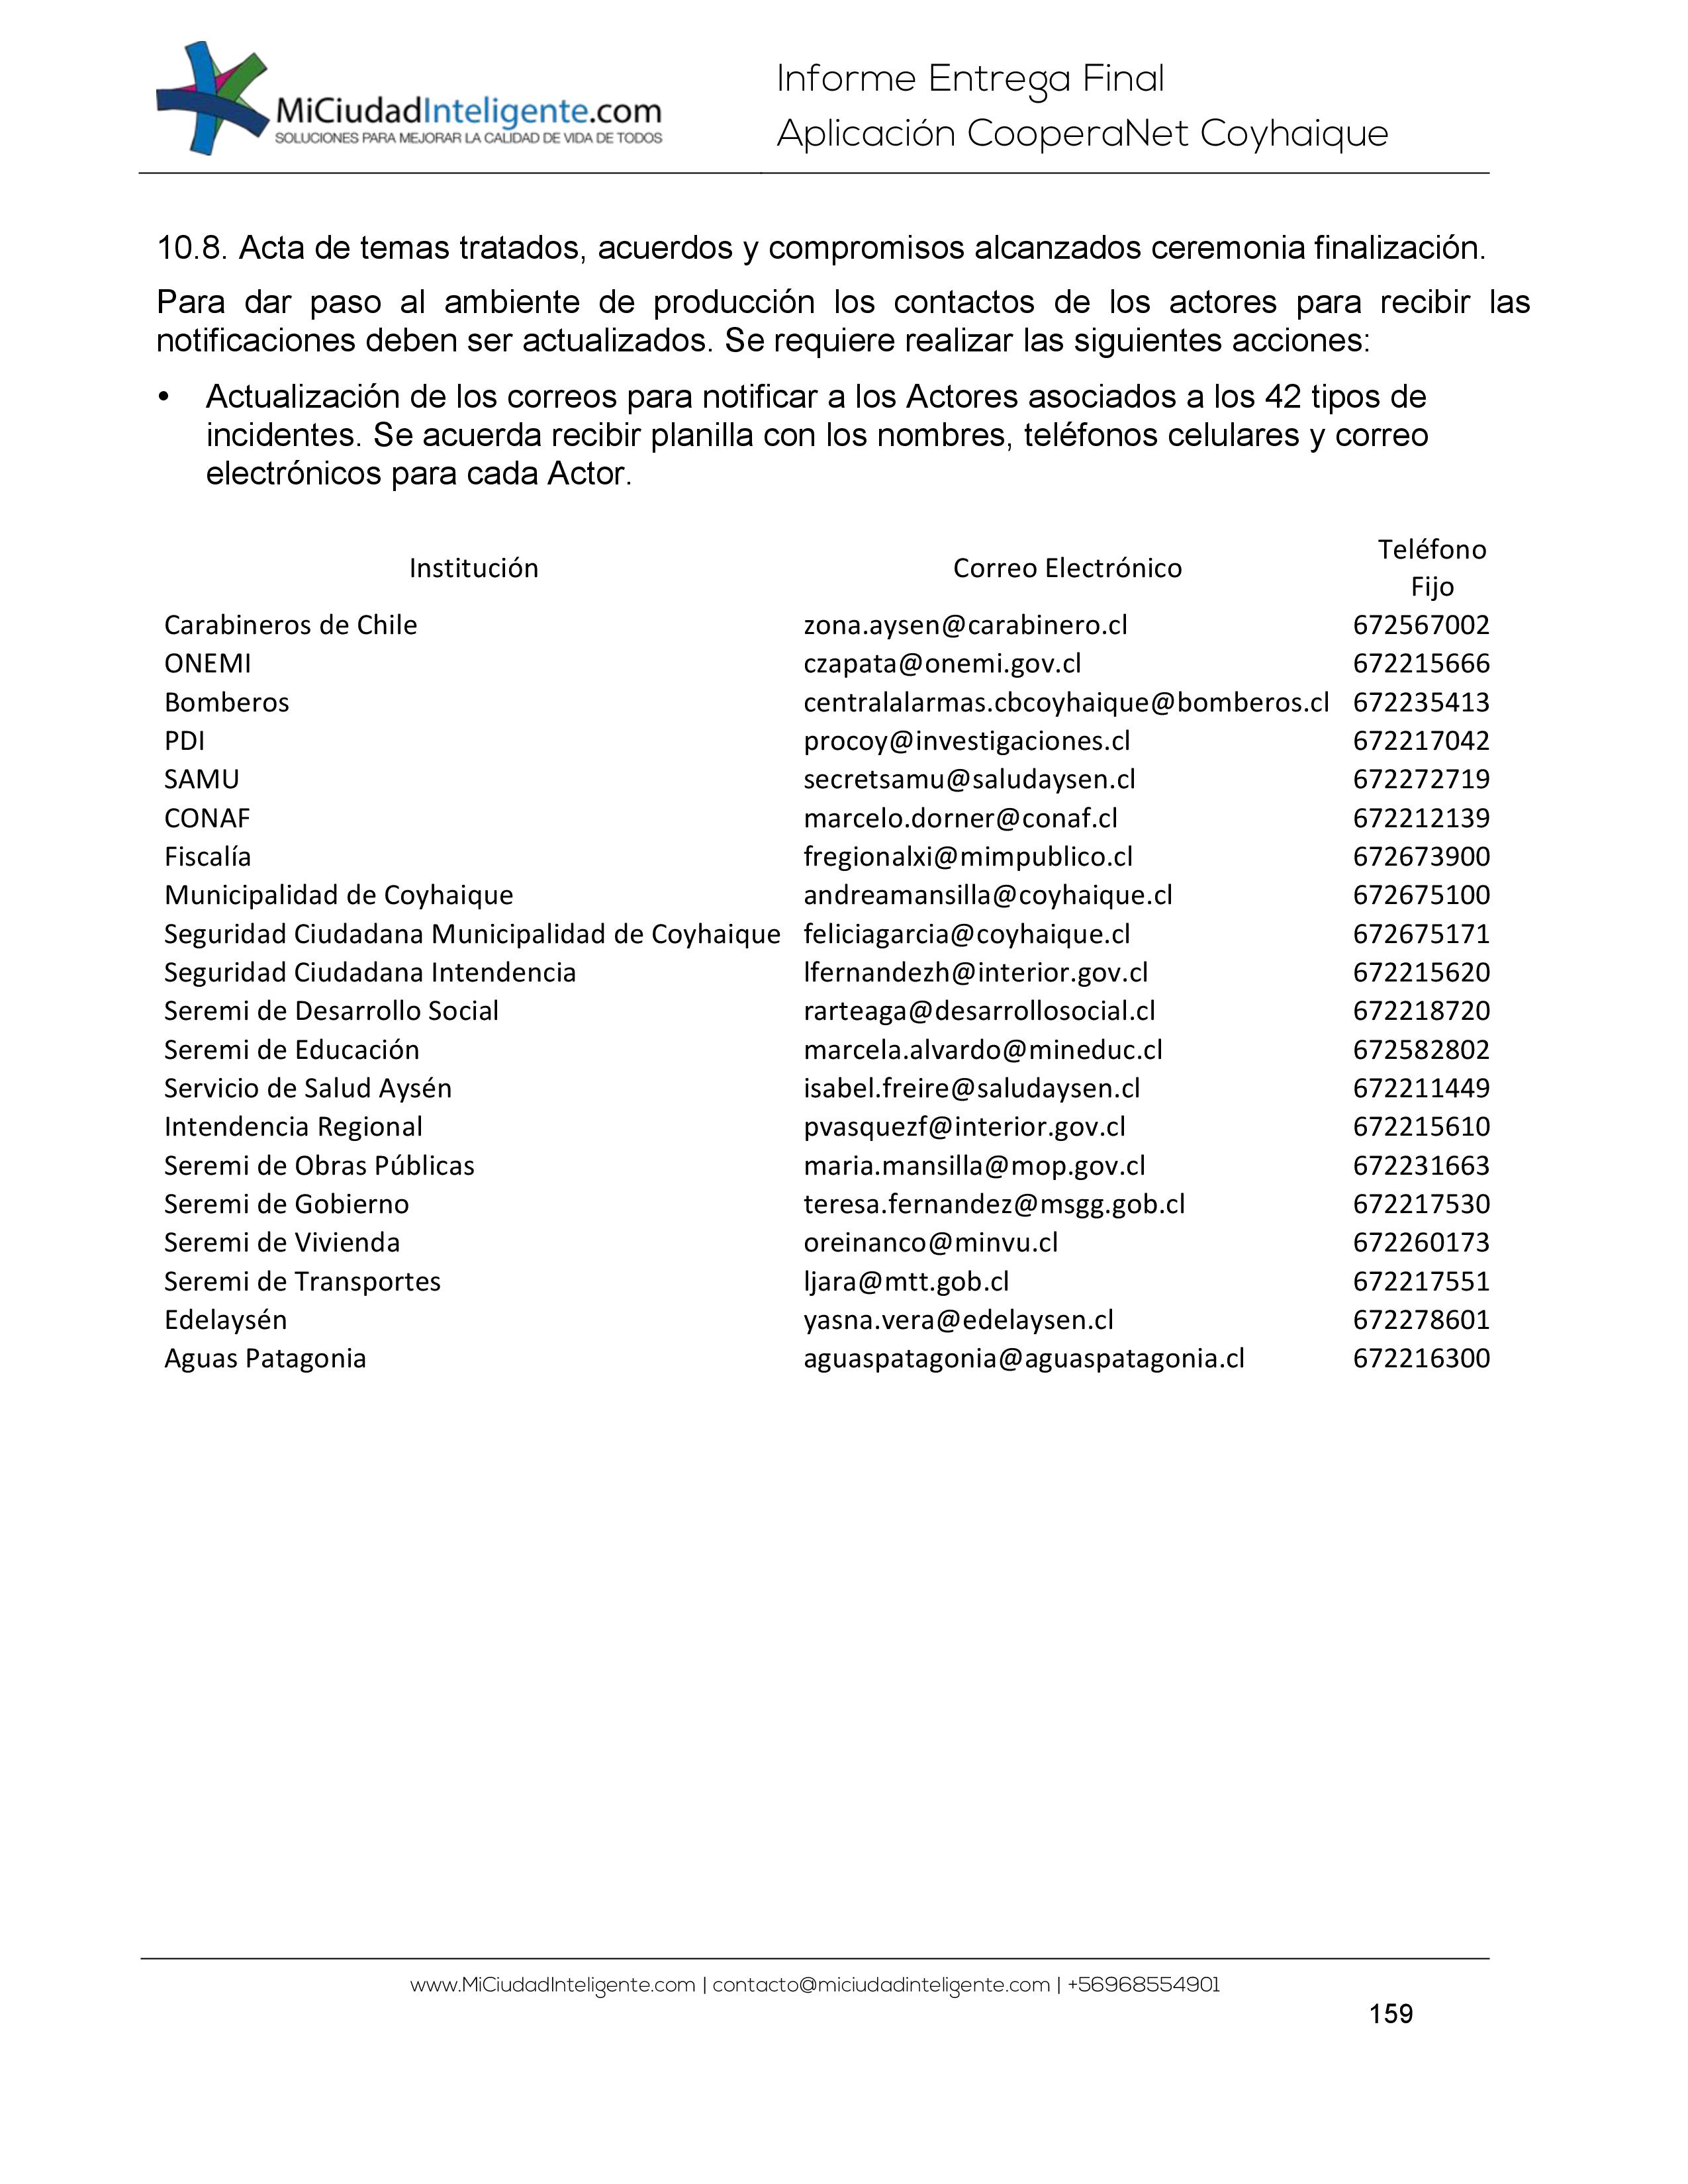 MiCiudadInteligente.com
SOLUCIONES PARA MEJORAR LA CALIDAD DE VIDA DE TODOS
Informe Entrega Final
Aplicación CooperaNet Coyhaique
10.8. Acta de temas tratados, acuerdos y compromisos alcanzados ceremonia finalización.
Para dar paso al ambiente de producción los contactos de los actores para recibir las
notificaciones deben ser actualizados. Se requiere realizar las siguientes acciones:
• Actualización de los correos para notificar a los Actores asociados a los 42 tipos de
incidentes. Se acuerda recibir planilla con los nombres, teléfonos celulares y correo
electrónicos para cada Actor.
Institución Correo Electrónico Teléfono
Fijo
Carabineros de Chile zona.aysen@carabinero.cl 672567002
ONEMI czapata@onemi.gov.cl 672215666
Bomberos centralalarmas.cbcoyhaique@bomberos.cl 672235413
PDI procoy@investigaciones.cl 672217042
SAMU secretsamu@saludaysen.cl 672272719
CONAF marcelo.dorner@conaf.cl 672212139
Fiscalía fregionalxi@mimpublico.cl 672673900
Municipalidad de Coyhaique andreamansilla@coyhaique.cl 672675100
Seguridad Ciudadana Municipalidad de Coyhaique feliciagarcia@coyhaique.cl 672675171
Seguridad Ciudadana Intendencia lfernandezh@interior.gov.cl 672215620
Seremi de Desarrollo Social rarteaga@desarrollosocial.cl 672218720
Seremi de Educación marcela.alvardo@mineduc.cl 672582802
Servicio de Salud Aysén isabel.freire@saludaysen.cl 672211449
Intendencia Regional pvasquezf@interior.gov.cl 672215610
Seremi de Obras Públicas maria.mansilla@mop.gov.cl 672231663
Seremi de Gobierno teresa.fernandez@msgg.gob.cl 672217530
Seremi de Vivienda oreinanco@minvu.cl 672260173
Seremi de Transportes ljara@mtt.gob.cl 672217551
Edelaysén yasna.vera@edelaysen.cl 672278601
Aguas Patagonia aguaspatagonia@aguaspatagonia.cl 672216300
www.MiCiudadInteligente.com | contacto@miciudadinteligente.com | +56968554901
159